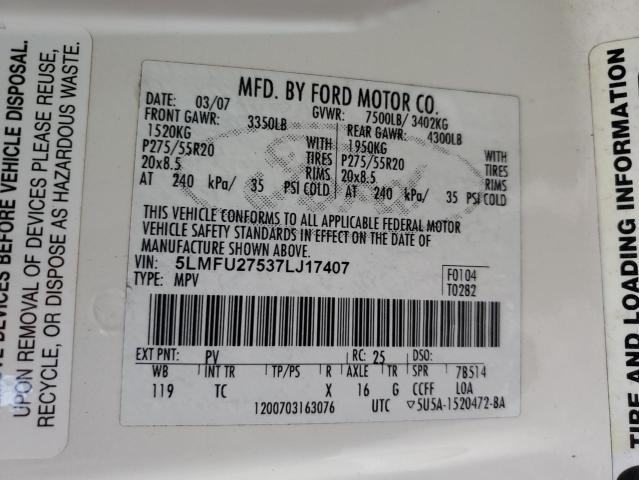 MFD. BY FORD MOTOR CO.
DATE: 03/07 GVWR: 7500LB/ 3402KG
FRONT GAWR: 3350LB REAR GAWR: 4300LB
1520KG WITH 1950KG WITH
P275/55R20 TIRES P275/55R20 TIRES
20x8.5 RIMS 20x8.5 RIMS
AT 240 kPa/ 35 PSI COLD AT 240 kPa/ 35 PSI COLD
THIS VEHICLE CONFORMS TO ALL APPLICABLE FEDERAL MOTOR
VEHICLE SAFETY STANDARDS IN EFFECT ON THE DATE OF
MANUFACTURE SHOWN ABOVE.
VIN: 5LMFU27537LJ17407
TYPE: MPV
F0104
T0282
EXT PNT: PV RC: 25 DSO:
WB INT TR TP/PS R AXLE TR SPR 7B514
119 TC X 16 G CCFF LOA
1200703163076 UTC ▽5U5A-1520472-BA
DEVICES BEFORE VEHICLE DISPOSAL.
UPON REMOVAL OF DEVICES PLEASE REUSE,
RECYCLE, OR DISPOSE AS HAZARDOUS WASTE.
TIRE AND LOADING INFORMATION